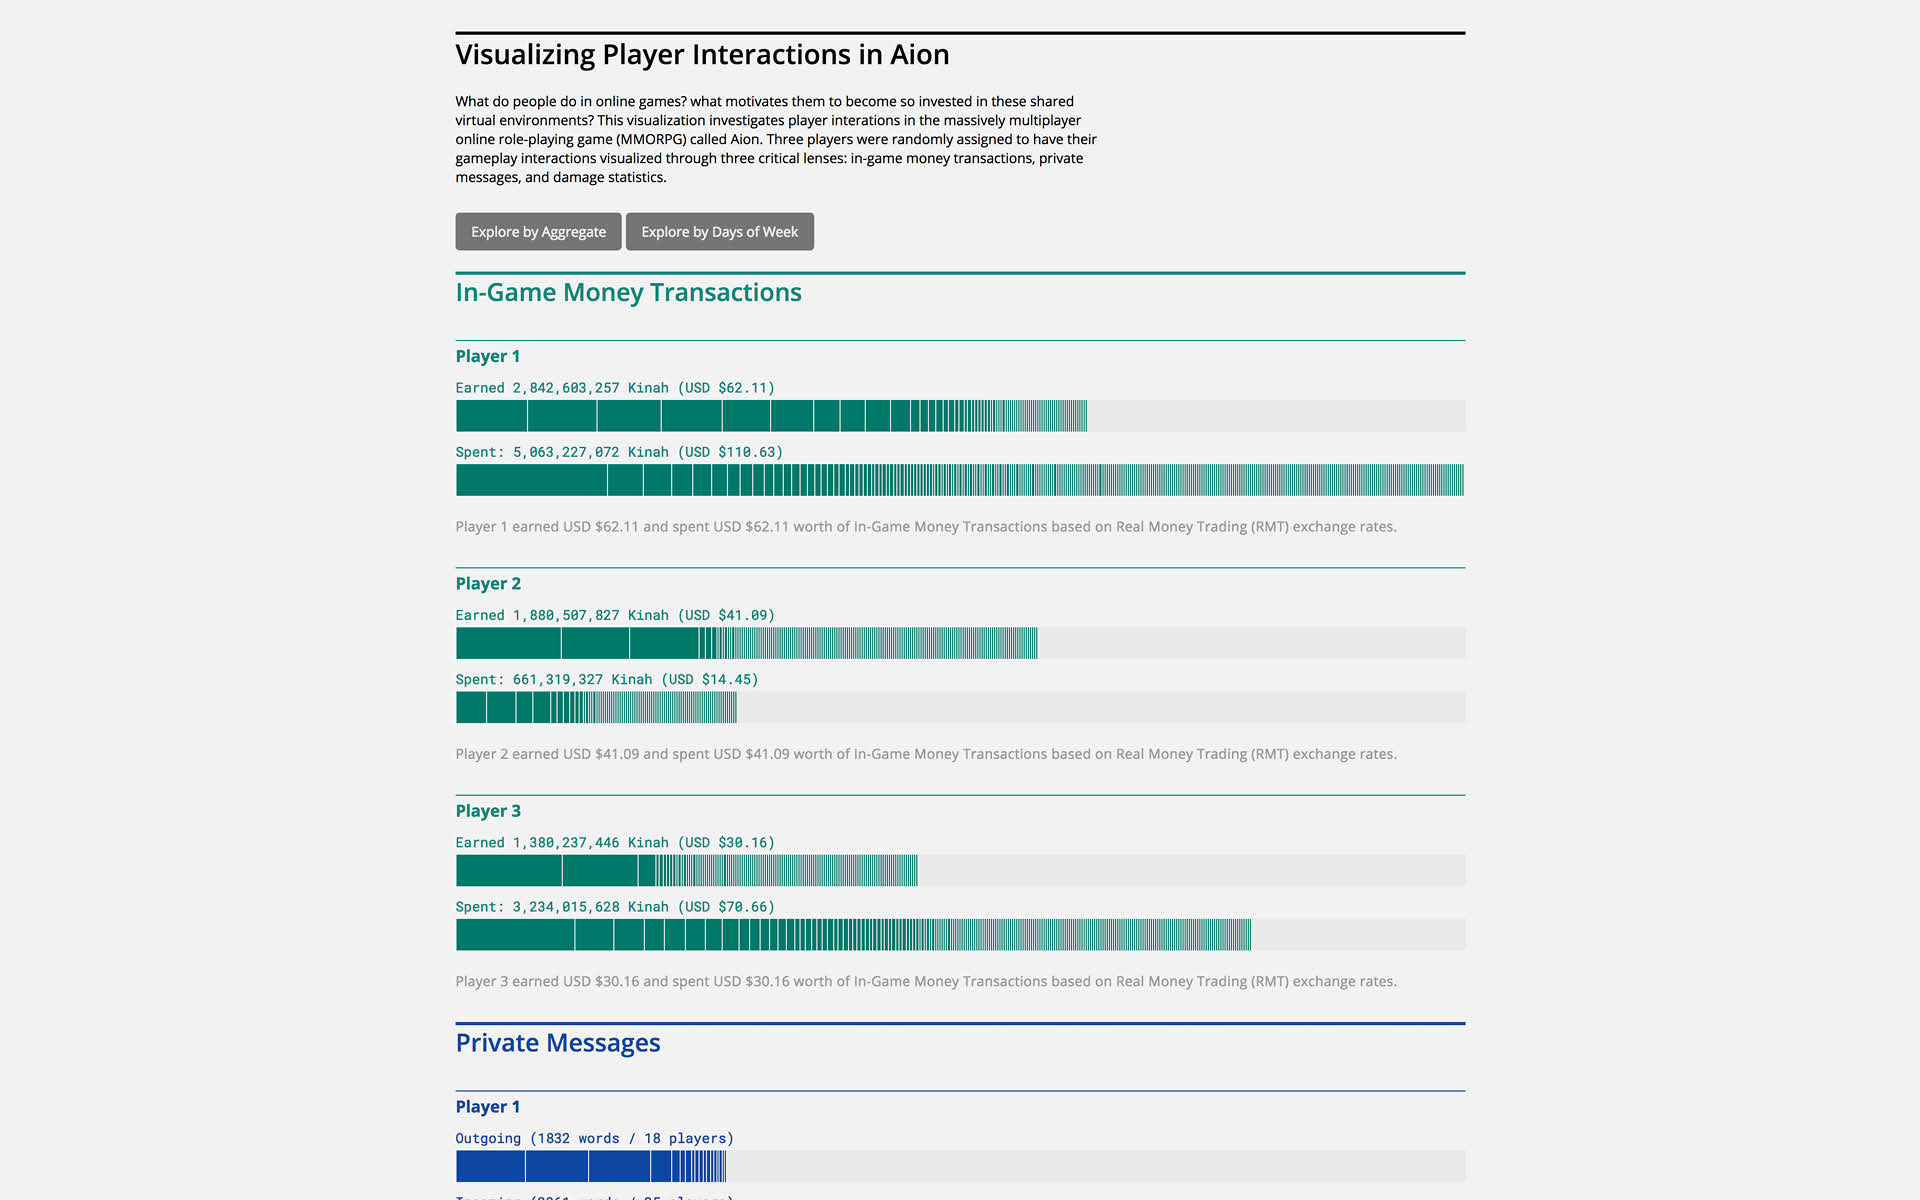 Visualizing Player Interactions in Aion
What do people do in online games? what motivates them to become so invested in these shared
virtual environments? This visualization investigates player interations in the massively multiplayer
online role-playing game (MMORPG) called Aion. Three players were randomly assigned to have their
gameplay interactions visualized through three critical lenses: in-game money transactions, private
messages, and damage statistics.
Explore by Aggregate
Explore by Days of Week
In-Game Money Transactions
Player 1
Earned 2,842,603,257 Kinah (USD $62.11)
Spent: 5,063,227,072 Kinah (USD $110.63)
Player 1 earned USD $62.11 and spent USD $62.11 worth of In-Game Money Transactions based on Real Money Trading (RMT) exchange rates.
Player 2
Earned 1,880,507,827 Kinah (USD $41.09)
Spent: 661,319,327 Kinah (USD $14.45)
Player 2 earned USD $41.09 and spent USD $41.09 worth of In-Game Money Transactions based on Real Money Trading (RMT) exchange rates.
Player 3
Earned 1,380,237,446 Kinah (USD $30.16)
Spent: 3,234,015,628 Kinah (USD $70.66)
Player 3 earned USD $30.16 and spent USD $30.16 worth of In-Game Money Transactions based on Real Money Trading (RMT) exchange rates.
Private Messages
Player 1
Outgoing (1832 words / 18 players)